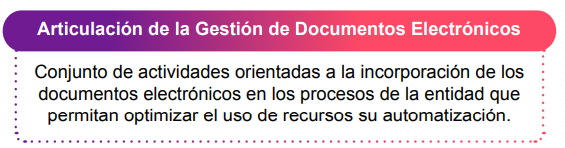 Articulación de la Gestión de Documentos Electrónicos
Conjunto de actividades orientadas a la incorporación de los
documentos electrónicos en los procesos de la entidad que
permitan optimizar el uso de recursos su automatización.